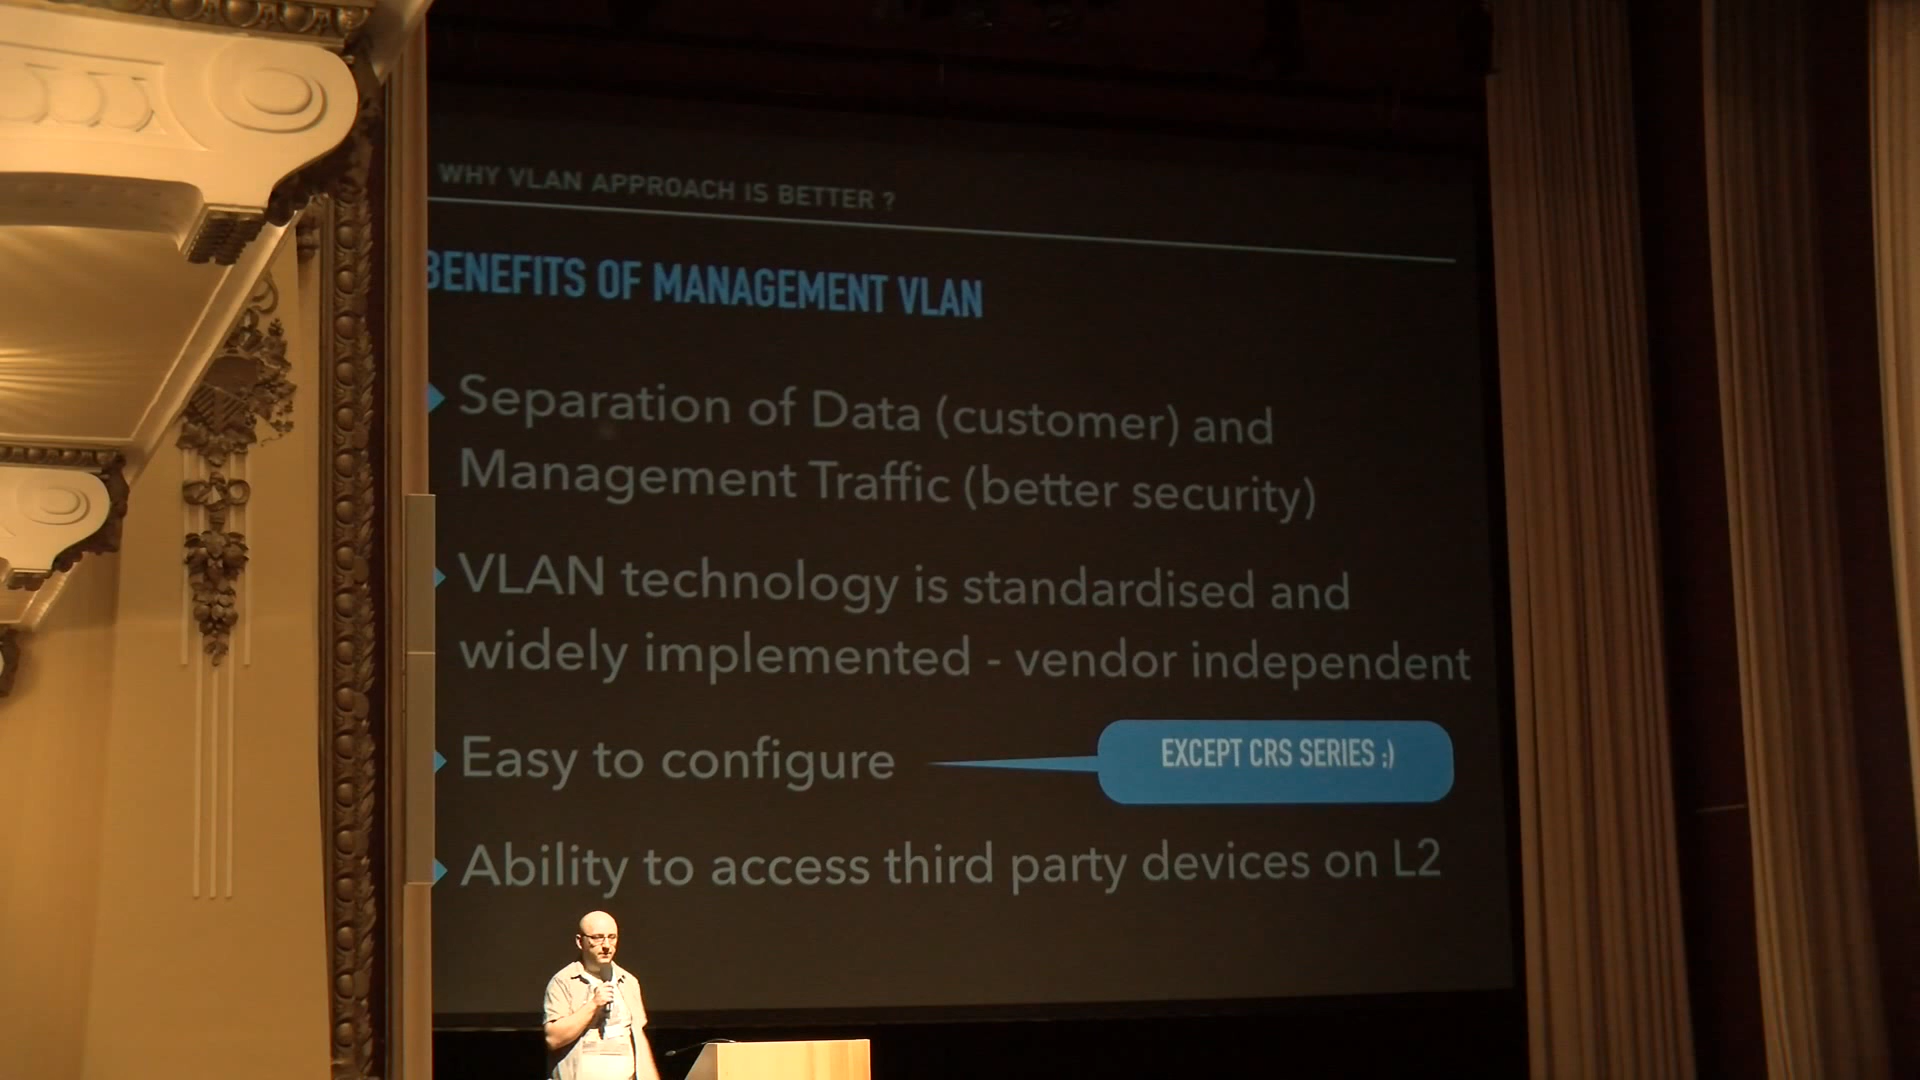 WHY VLAN APPROACH IS BETTER ?
BENEFITS OF MANAGEMENT VLAN
Separation of Data (customer) and
Management Traffic (better security)
VLAN technology is standardised and
widely implemented - vendor independent
Easy to configure
EXCEPT CRS SERIES ;)
Ability to access third party devices on L2